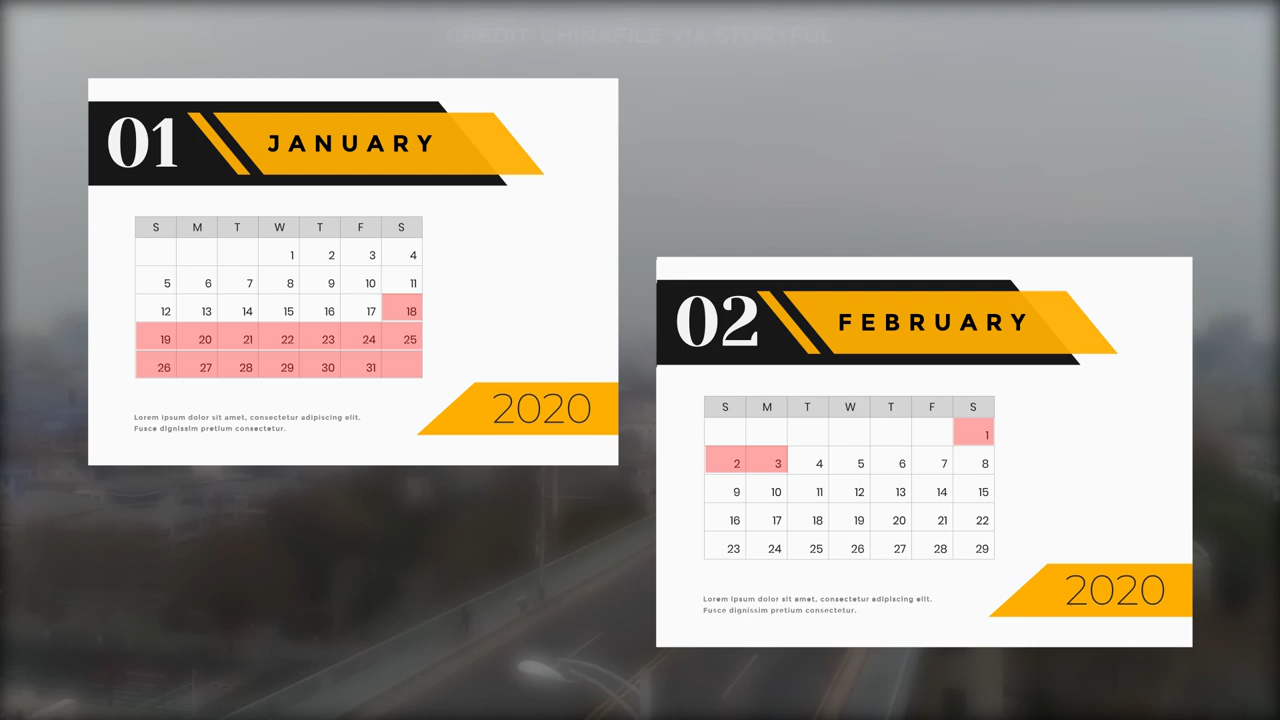 CREDIT CHINAFILE VIA STORYFUL
01 JANUARY
S M T W T F S
1 2 3 4
5 6 7 8 9 10 11
12 13 14 15 16 17 18
19 20 21 22 23 24 25
26 27 28 29 30 31
Lorem ipsum dolor sit amet, consectetur adipiscing elit.
Fusce dignissim pretium consectetur.
2020
02 FEBRUARY
S M T W T F S
1
2 3 4 5 6 7 8
9 10 11 12 13 14 15
16 17 18 19 20 21 22
23 24 25 26 27 28 29
Lorem ipsum dolor sit amet, consectetur adipiscing elit.
Fusce dignissim pretium consectetur.
2020